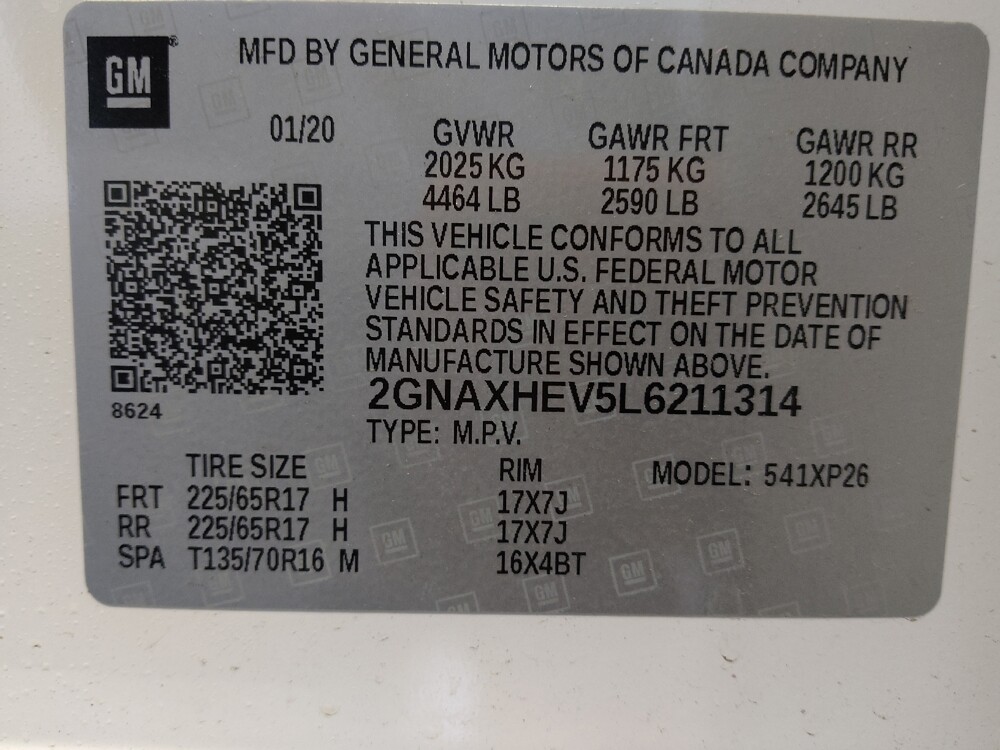 GM
MFD BY GENERAL MOTORS OF CANADA COMPANY
01/20 GVWR GAWR FRT GAWR RR
2025 KG 1175 KG 1200 KG
4464 LB 2590 LB 2645 LB
THIS VEHICLE CONFORMS TO ALL
APPLICABLE U.S. FEDERAL MOTOR
VEHICLE SAFETY AND THEFT PREVENTION
STANDARDS IN EFFECT ON THE DATE OF
MANUFACTURE SHOWN ABOVE.
8624
2GNAXHEV5L6211314
TYPE: M.P.V.
TIRE SIZE RIM MODEL: 541XP26
FRT 225/65R17 H 17X7J
RR 225/65R17 H 17X7J
SPA T135/70R16 M 16X4BT